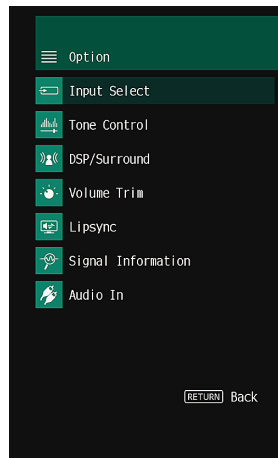 Option
Input Select
Tone Control
DSP/Surround
Volume Trim
Lipsync
Signal Information
Audio In
RETURN Back